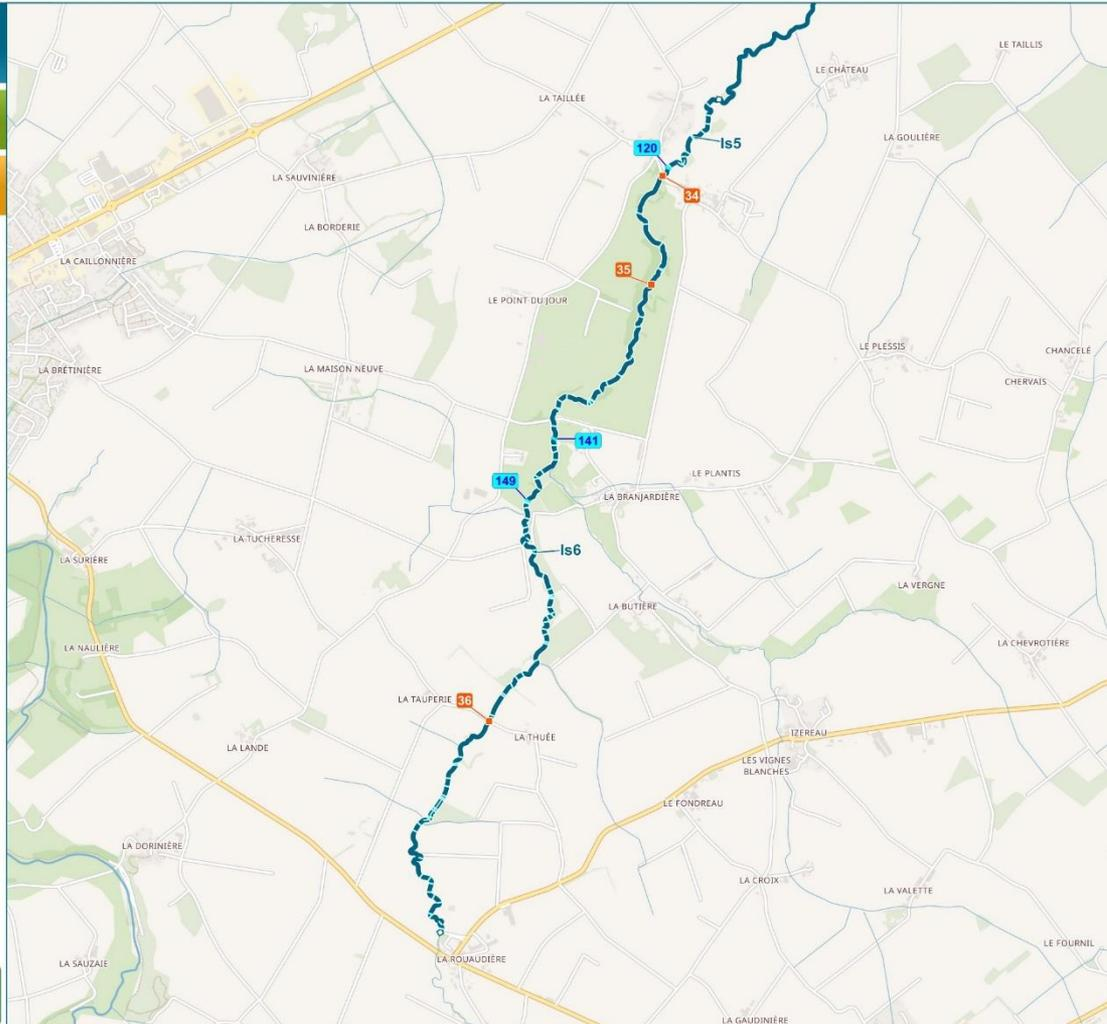 LE TAILLIS
LE CHÂTEAU
LA TAILLÉE
LA GOULIÈRE
120
Is5
LA SAUVINIÈRE
34
LA BORDERIE
LA CAILLONNIÈRE
35
LE POINT DU JOUR
LE PLESSIS
CHANCELÉ
LA BRÉTINIÈRE
LA MAISON NEUVE
CHERVAIS
141
149
LE PLANTIS
LA BRANJARDIÈRE
LA TUCHERESSE
Is6
LA SURIÈRE
LA VERGNE
LA BUTIÈRE
LA NAULIÈRE
LA CHEVROTIÈRE
LA TAUPERIE
36
LA THUÉE
IZEREAU
LA LANDE
LES VIGNES
BLANCHES
LE FONDREAU
LA DORINIÈRE
LA CROIX
LA VALETTE
LE FOURNIL
LA ROUAUDIÈRE
LA SAUZAIE
LA GAUDINIÈRE